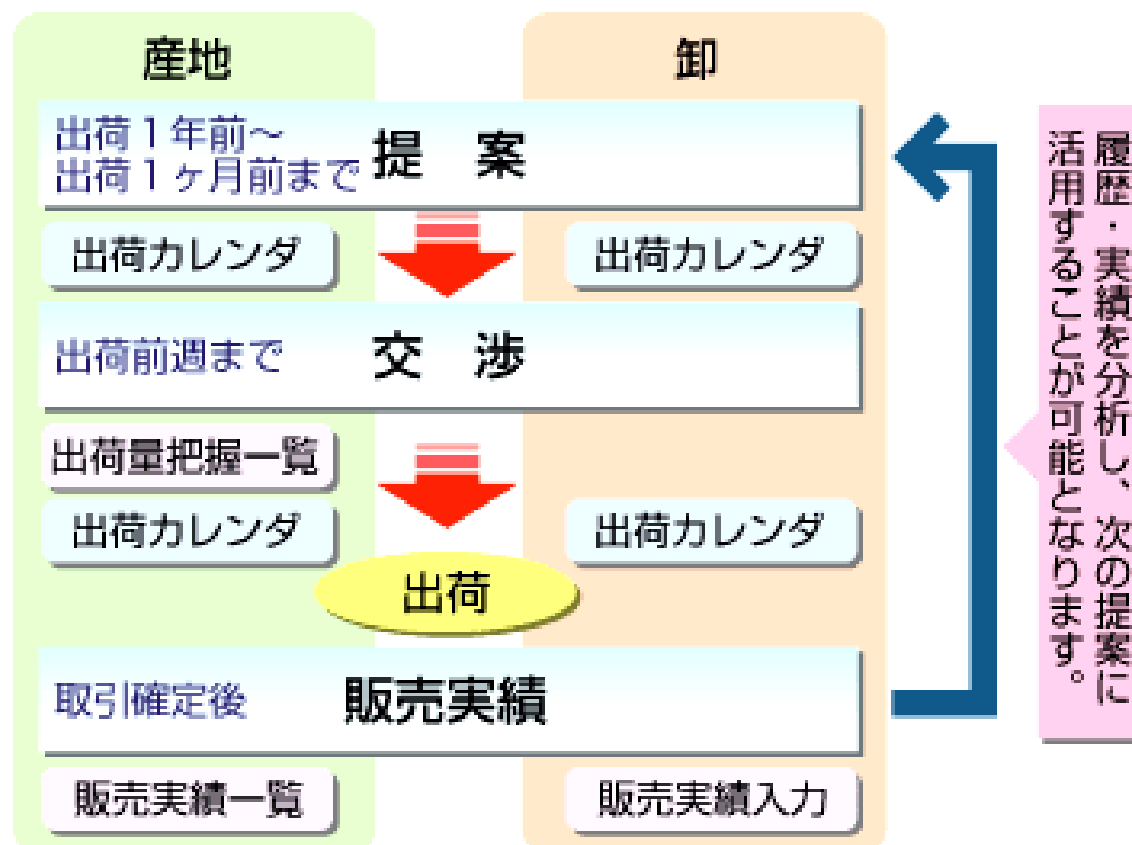 産地
卸
出荷１年前～
出荷１ヶ月前まで
提　案
出荷カレンダ
出荷カレンダ
出荷前週まで
交　渉
出荷量把握一覧
出荷カレンダ
出荷カレンダ
出荷
取引確定後
販売実績
販売実績一覧
販売実績入力
履歴・実績を分析し、次の提案に
活用することが可能となります。